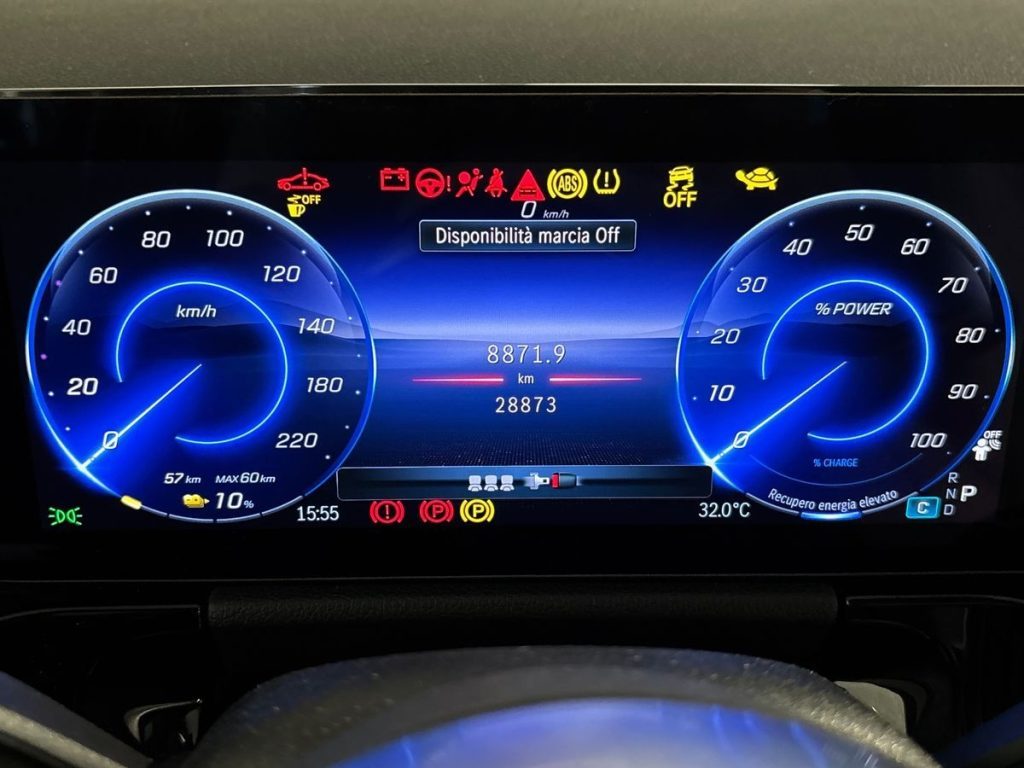 OFF
ABS
OFF
0 km/h
Disponibilità marcia Off
0
20
40
60
80
100
120
140
180
220
km/h
57 km MAX 60 km
10 %
15:55
8871.9
km
28873
P
P
0
10
20
30
40
50
60
70
80
90
100
% POWER
% CHARGE
Recupero energia elevato
32.0°C
OFF
C
R
N
D
P